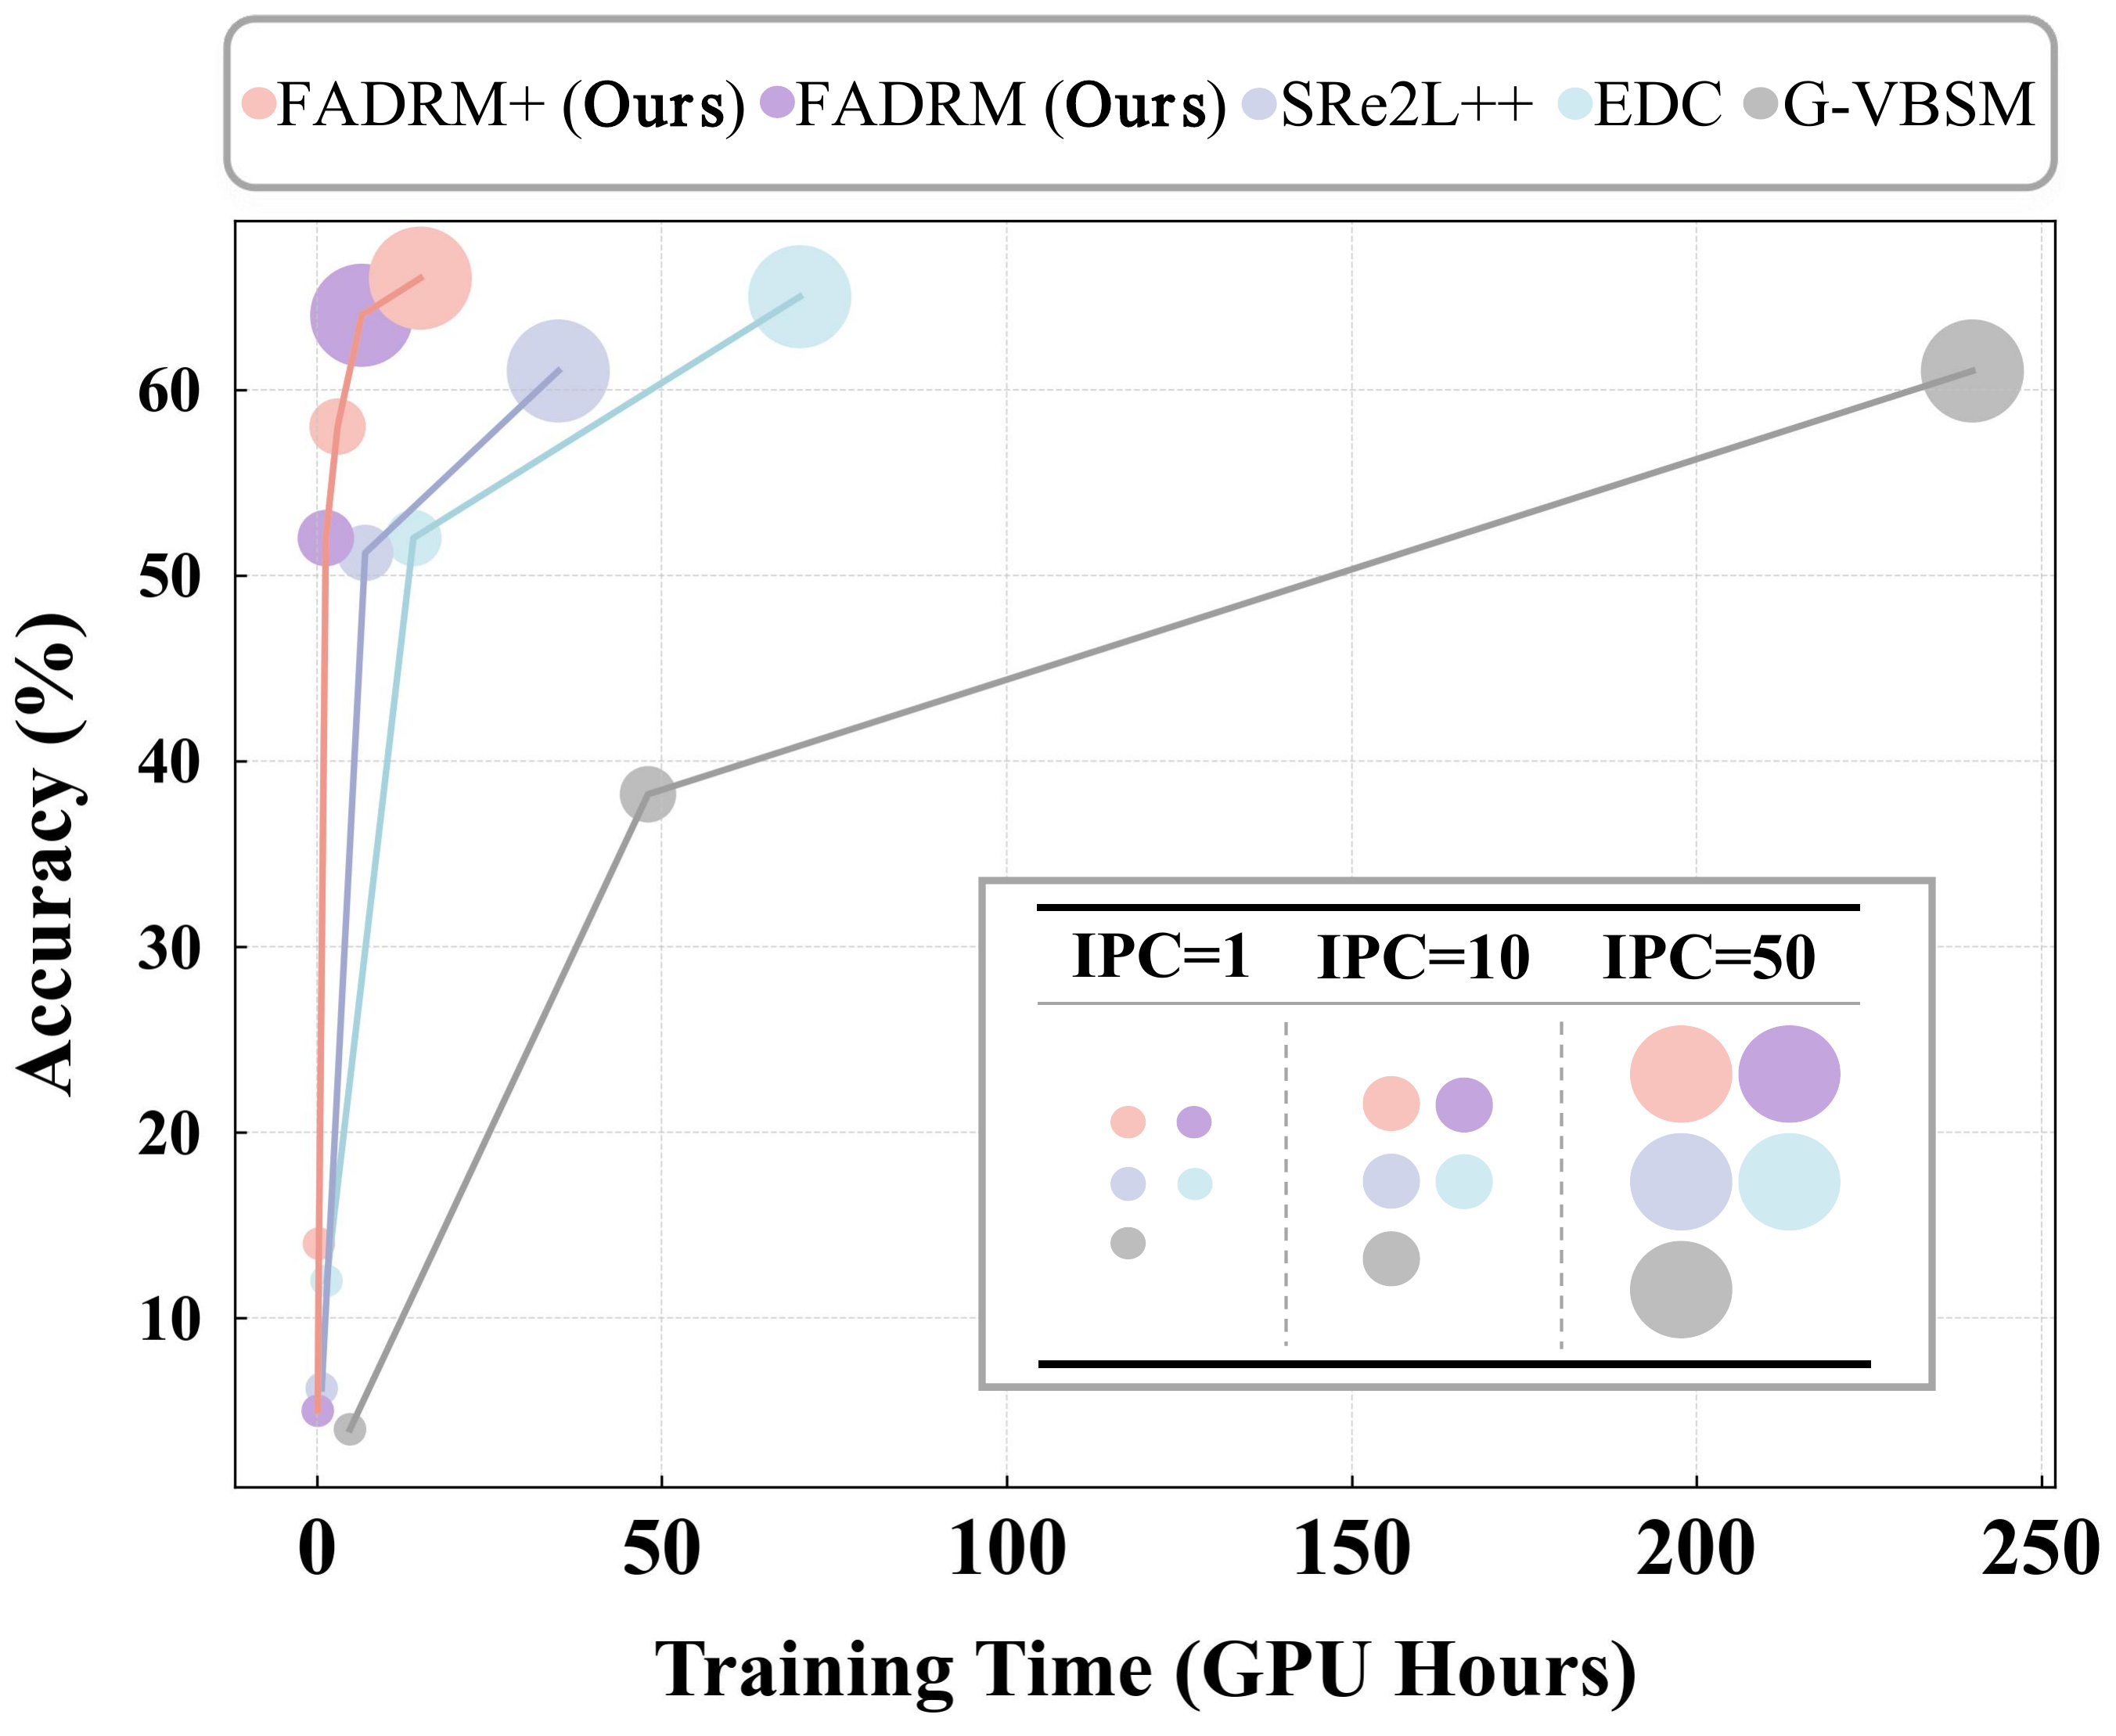 FADRM+ (Ours) FADRM (Ours) SRe2L++ EDC G-VBSM
Accuracy (%)
60
50
40
30
20
10
IPC=1 IPC=10 IPC=50
0 50 100 150 200 250
Training Time (GPU Hours)